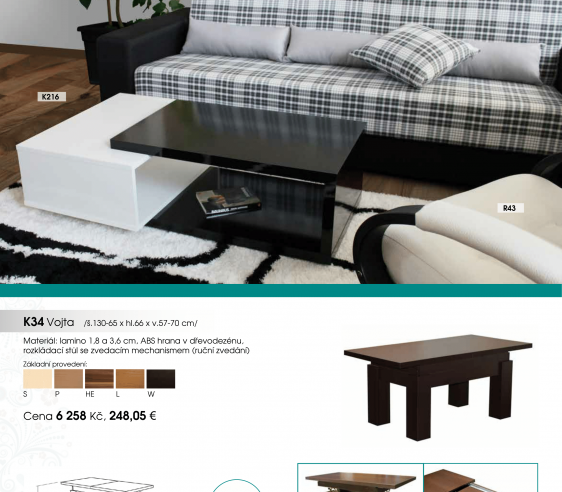 K216
R43
K34 Vojta /š.130-65 x hl.66 x v.57-70 cm/
Materiál: lamino 1,8 a 3,6 cm, ABS hrana v dřevodezénu,
rozkládací stůl se zvedacím mechanismem (ruční zvedání)
Základní provedení:
S P HE L W
Cena 6 258 Kč, 248,05 €